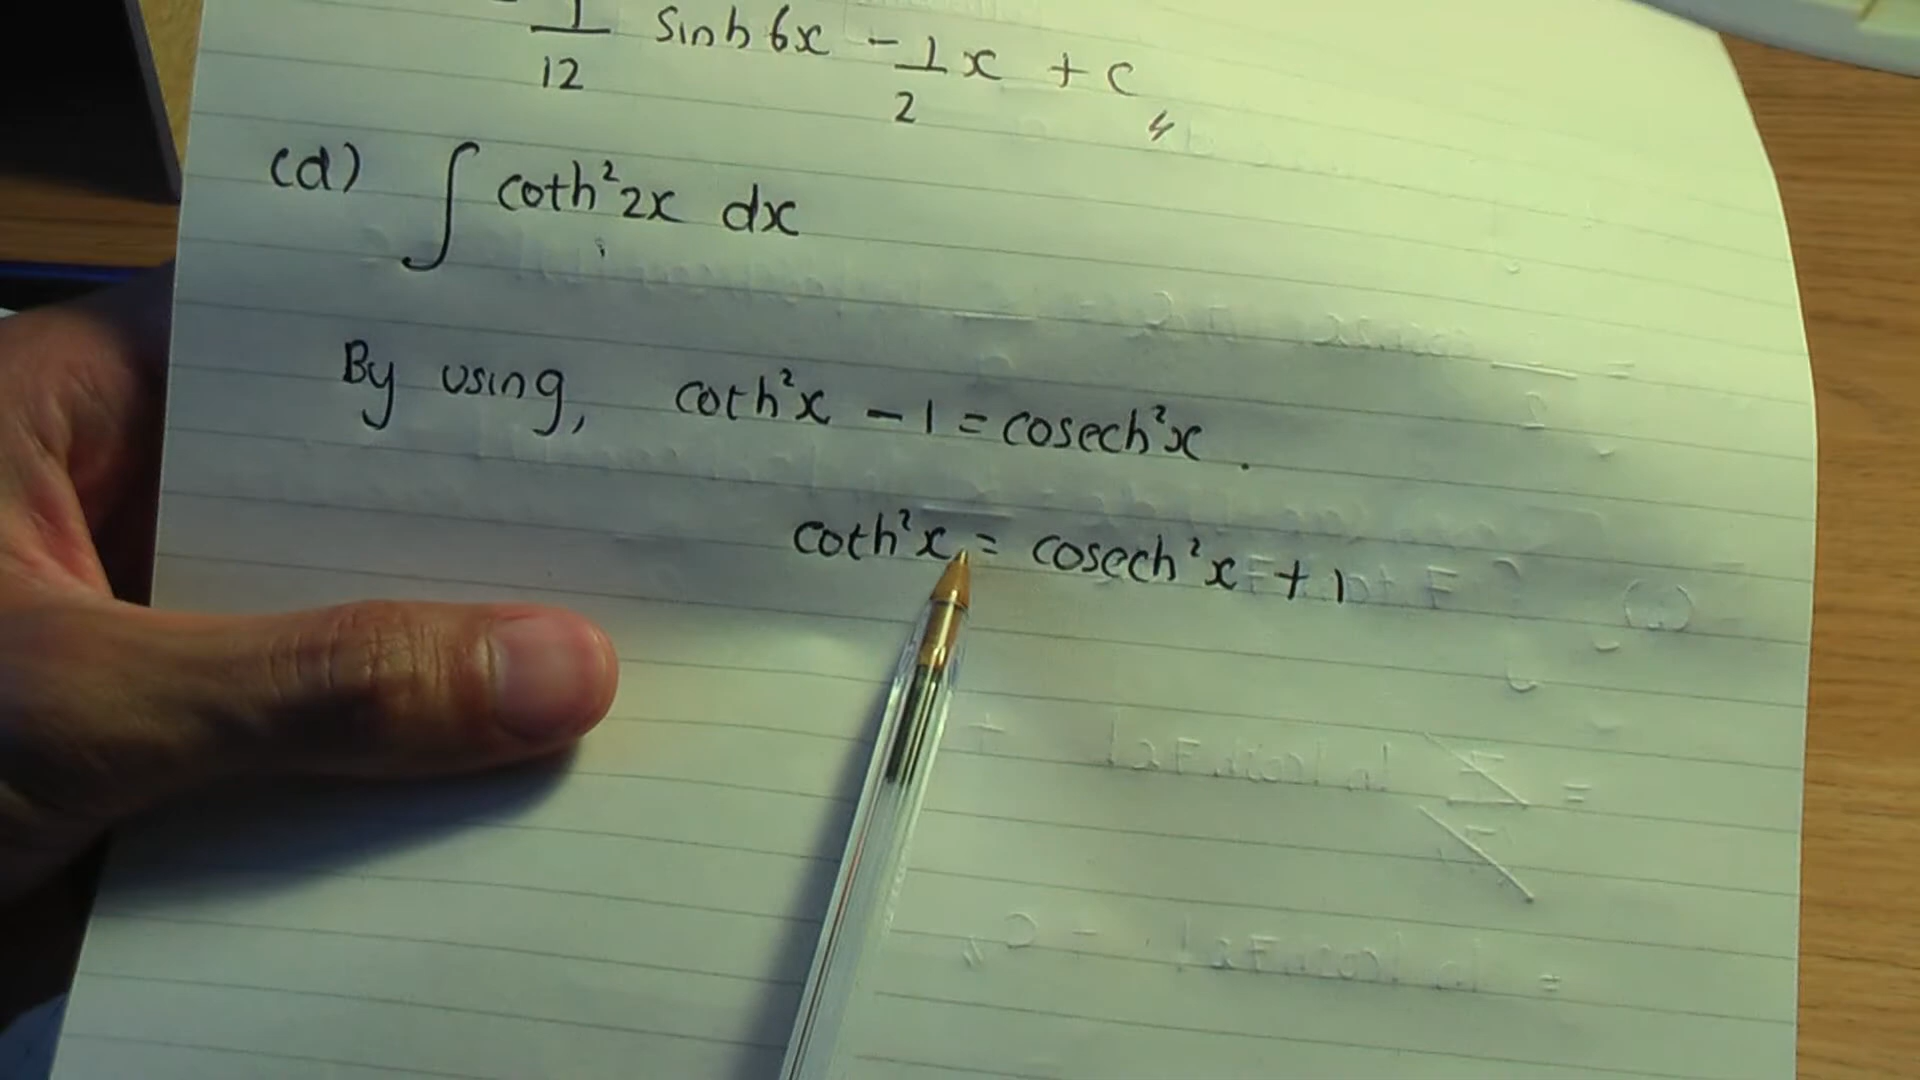 1/12 sinh 6x - 1/2 x + c
(d) ∫ coth²2x dx
By using, coth²x - 1 = cosech²x.
coth²x = cosech²x + 1